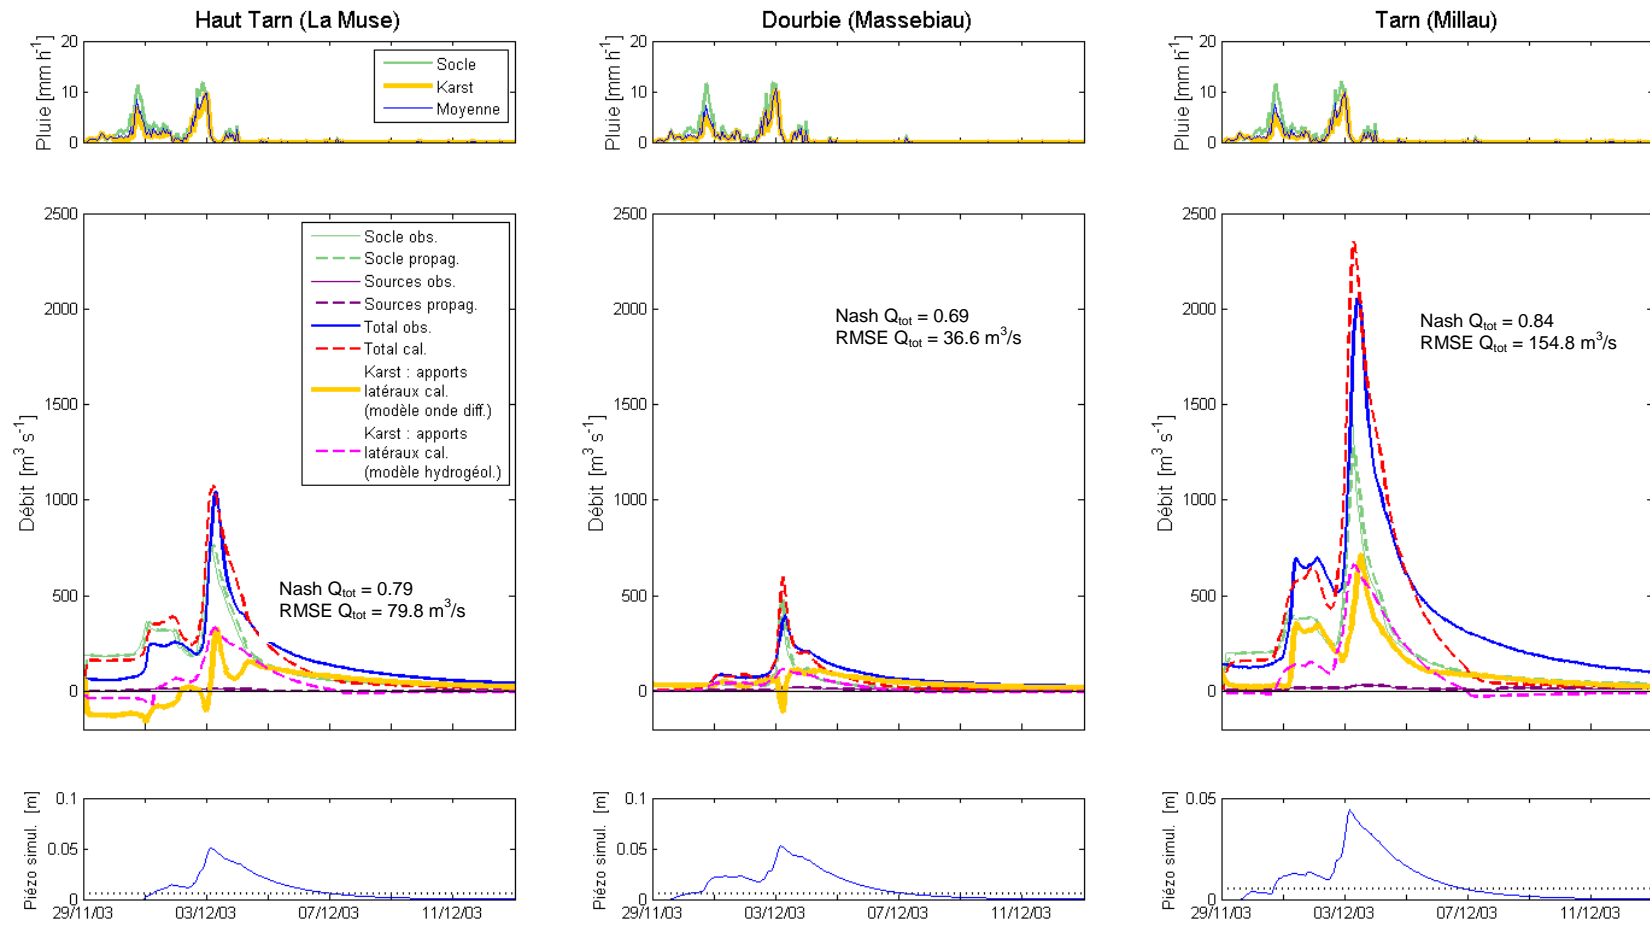 Haut Tarn (La Muse)
Pluie [mm h-1]
20
10
0
Socle
Karst
Moyenne
Dourbie (Massebiau)
Pluie [mm h-1]
20
10
0
Tarn (Millau)
Pluie [mm h-1]
20
10
0
Débit [m3 s-1]
2500
2000
1500
1000
500
0
Socle obs.
Socle propag.
Sources obs.
Sources propag.
Total obs.
Total cal.
Karst : apports
latéraux cal.
(modèle onde diff.)
Karst : apports
latéraux cal.
(modèle hydrogéol.)
Nash Qtot = 0.79
RMSE Qtot = 79.8 m3/s
Débit [m3 s-1]
2500
2000
1500
1000
500
0
Nash Qtot = 0.69
RMSE Qtot = 36.6 m3/s
Débit [m3 s-1]
2500
2000
1500
1000
500
0
Nash Qtot = 0.84
RMSE Qtot = 154.8 m3/s
Piézo simul. [m]
0.1
0.05
0
29/11/03 03/12/03 07/12/03 11/12/03
Piézo simul. [m]
0.1
0.05
0
29/11/03 03/12/03 07/12/03 11/12/03
Piézo simul. [m]
0.05
0
29/11/03 03/12/03 07/12/03 11/12/03